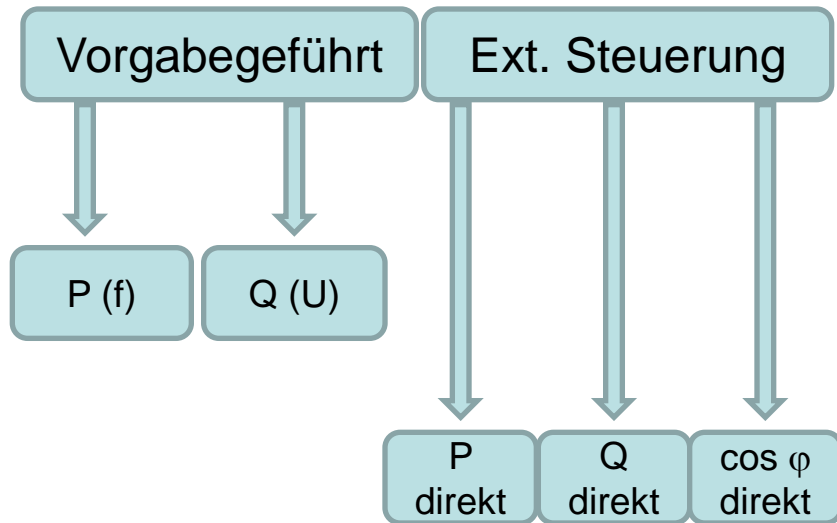 Vorgabegeführt
Ext. Steuerung
P (f)
Q (U)
P
direkt
Q
direkt
cos φ
direkt